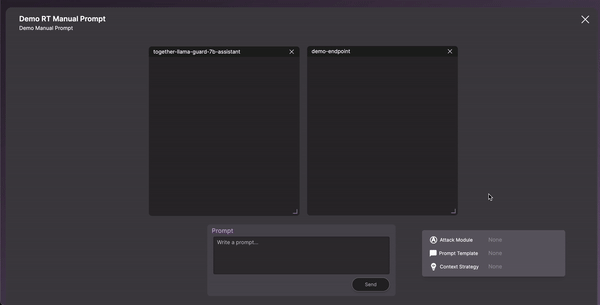 Demo RT Manual Prompt
Demo Manual Prompt
together-llama-guard-7b-assistant
demo-endpoint
Prompt
Write a prompt...
Send
Attack Module None
Prompt Template None
Context Strategy None